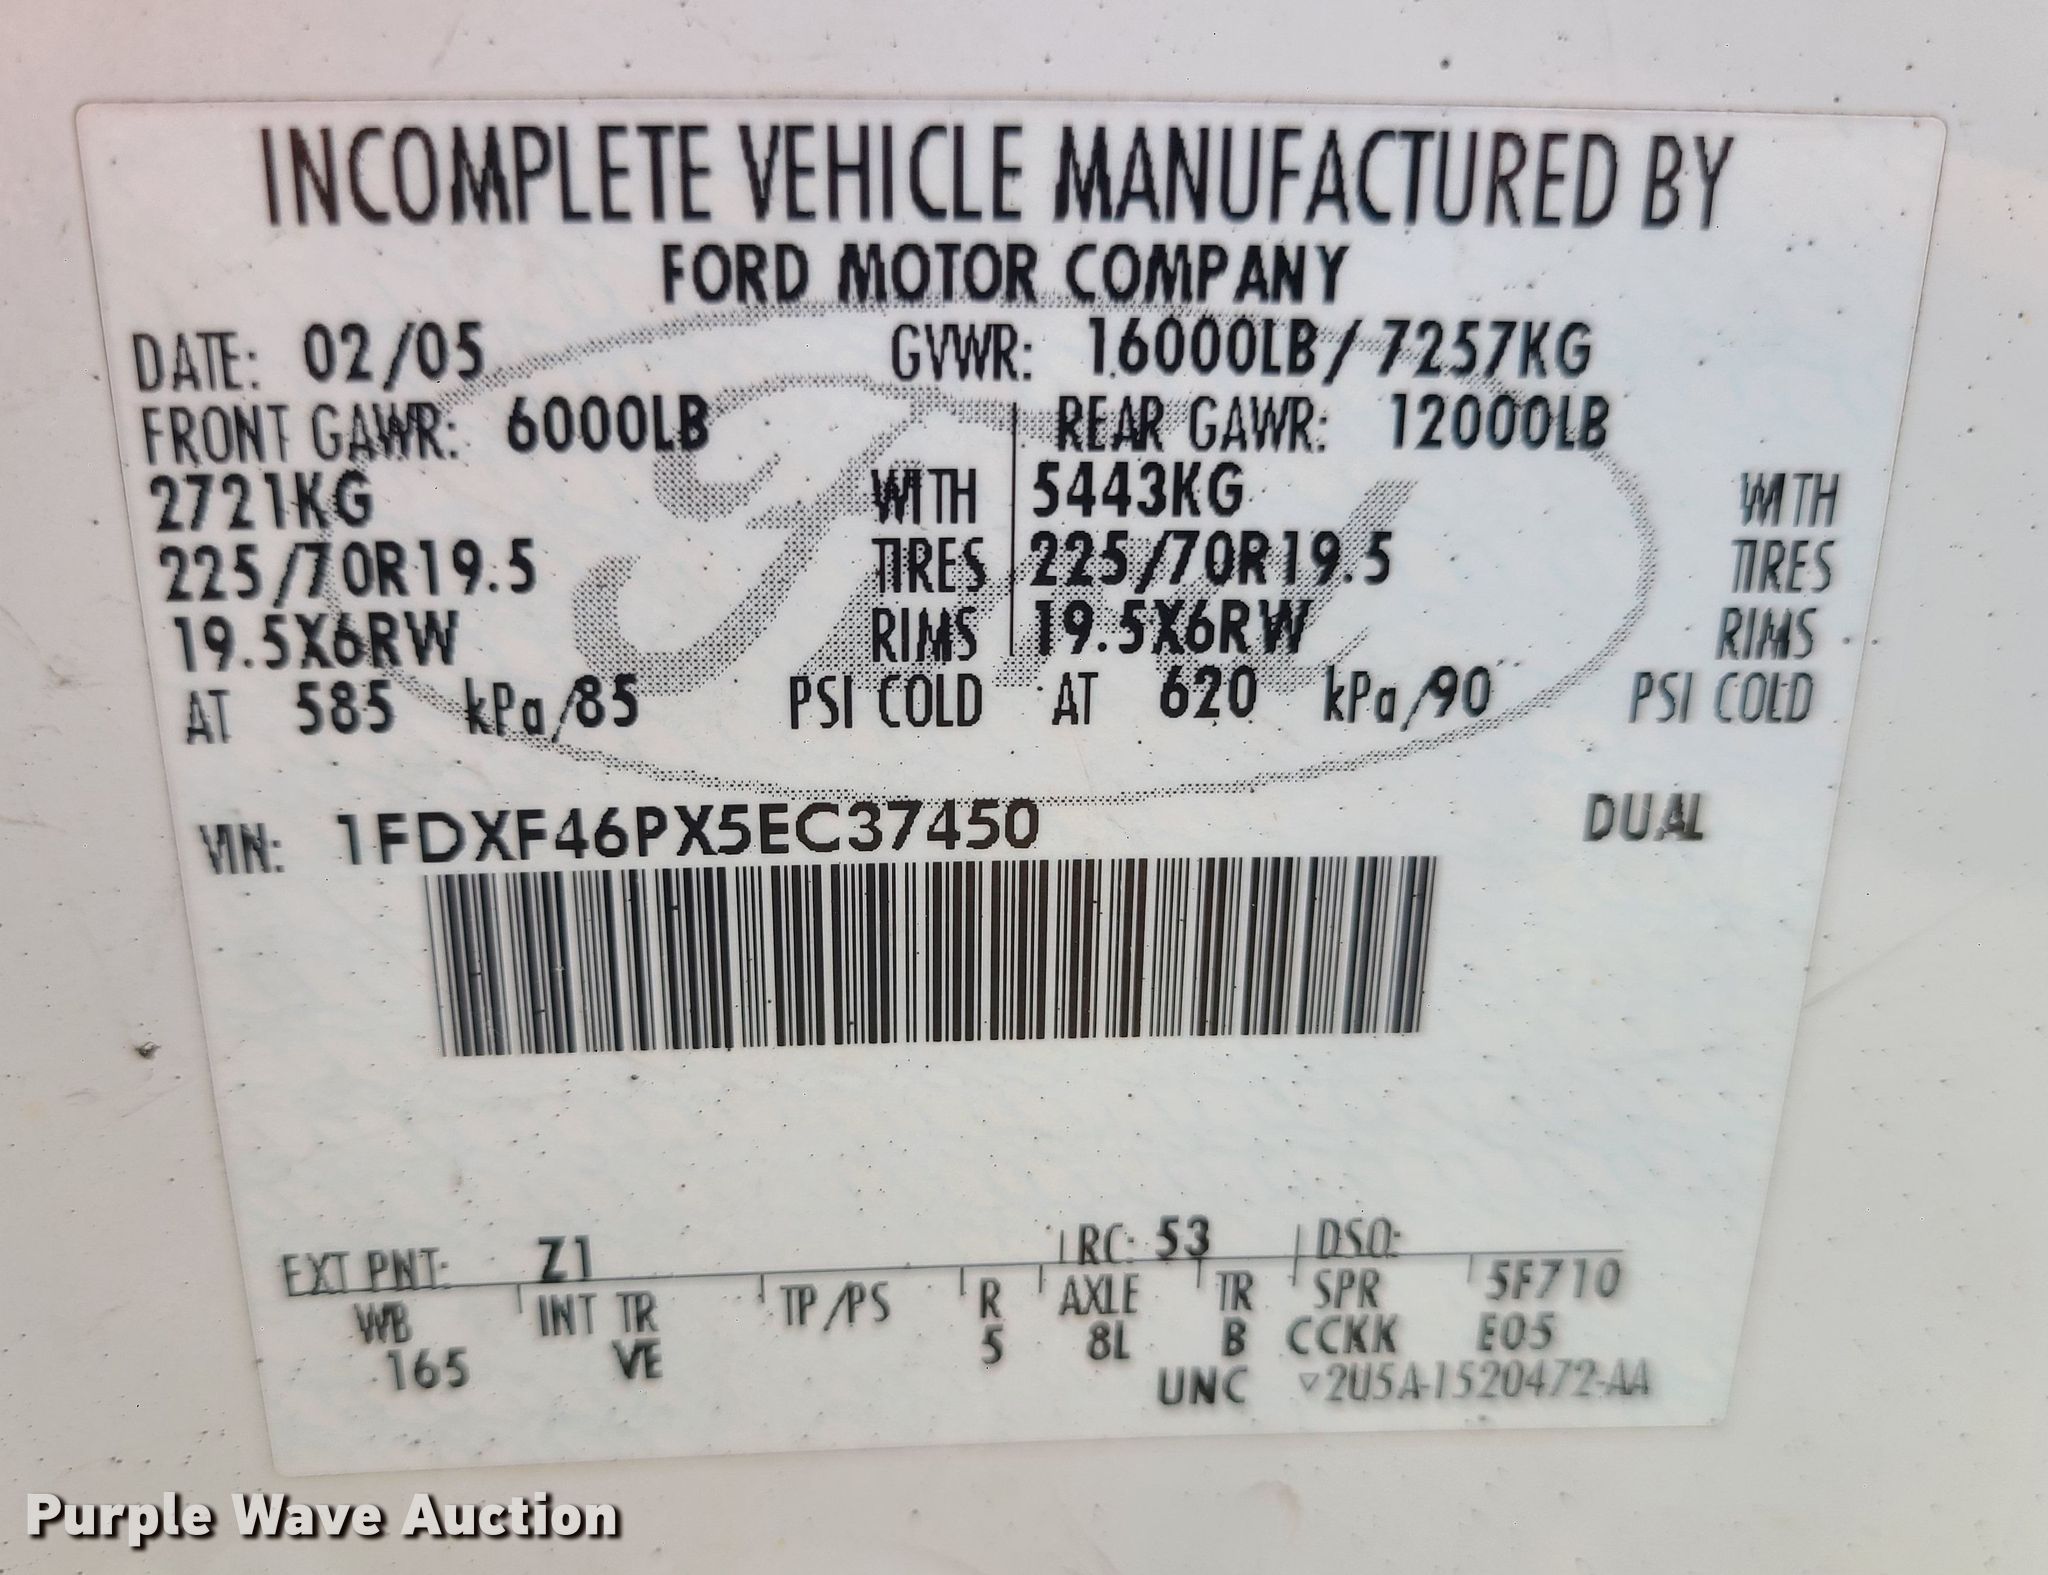 INCOMPLETE VEHICLE MANUFACTURED BY
FORD MOTOR COMPANY
DATE: 02/05 GVWR: 16000LB/ 7257KG
FRONT GAWR: 6000LB REAR GAWR: 12000LB
2721KG WITH 5443KG WITH
225/70R19.5 TIRES 225/70R19.5 TIRES
19.5X6RW RIMS 19.5X6RW RIMS
AT 585 kPa/85 PSI COLD AT 620 kPa/90 PSI COLD
VIN: 1FDXF46PX5EC37450 DUAL
EXT PNT: Z1 RC: 53 DSO:
WB INT TR TP/PS R AXLE TR SPR 5F710
165 VE 5 8L B CCKK E05
UNC ▽2U5A-1520472-AA
Purple Wave Auction